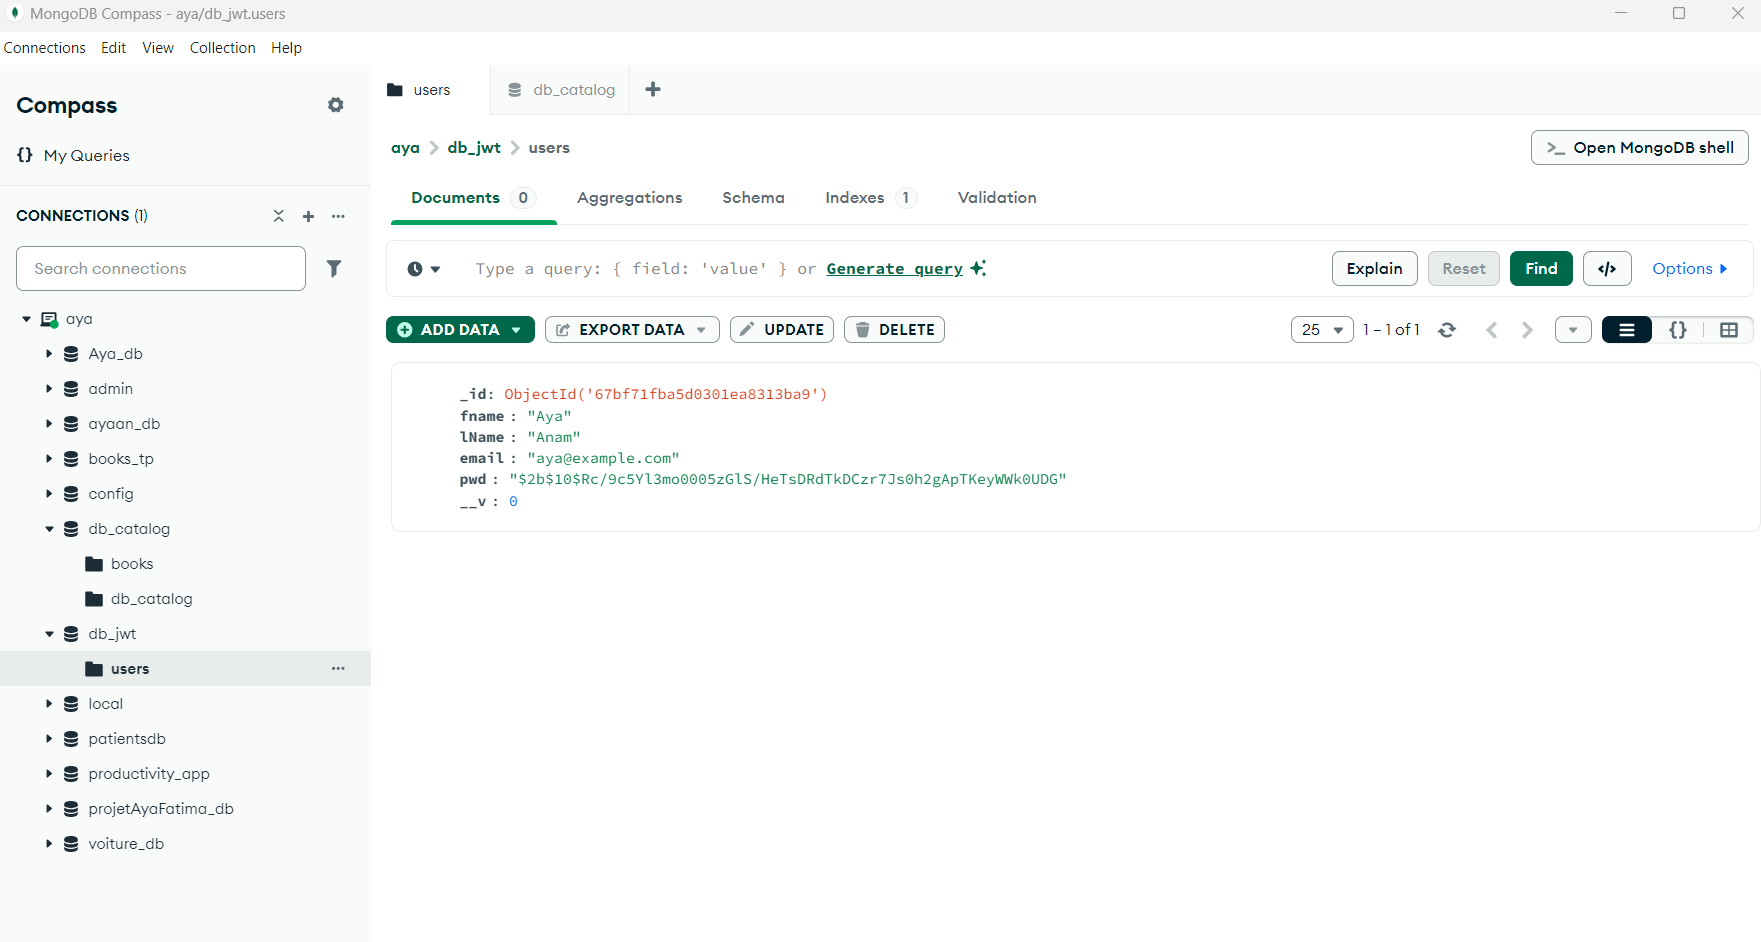 MongoDB Compass - aya/db_jwt.users
Connections Edit View Collection Help
Compass
{} My Queries
CONNECTIONS (1)
Search connections
aya
Aya_db
admin
ayaan_db
books_tp
config
db_catalog
books
db_catalog
db_jwt
users
local
patientsdb
productivity_app
projetAyaFatima_db
voiture_db
users db_catalog
aya > db_jwt > users
>_ Open MongoDB shell
Documents 0 Aggregations Schema Indexes 1 Validation
Type a query: { field: 'value' } or Generate query
Explain Reset Find </> Options
ADD DATA EXPORT DATA UPDATE DELETE
25 1 – 1 of 1 {}
_id: ObjectId('67bf71fba5d0301ea8313ba9')
fname : "Aya"
lName : "Anam"
email : "aya@example.com"
pwd : "$2b$10$Rc/9c5Yl3mo0005zGlS/HeTsDRdTkDCzr7Js0h2gApTKeyWWk0UDG"
__v : 0